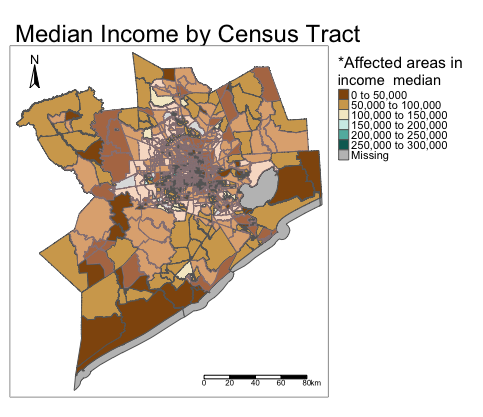 Median Income by Census Tract
N
*Affected areas in
income median
0 to 50,000
50,000 to 100,000
100,000 to 150,000
150,000 to 200,000
200,000 to 250,000
250,000 to 300,000
Missing
0 20 40 60 80km